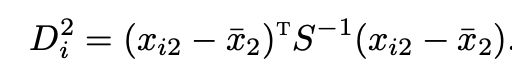 D_i^2 = (x_{i2} − x̄_2)^T S^{−1}(x_{i2} − x̄_2).